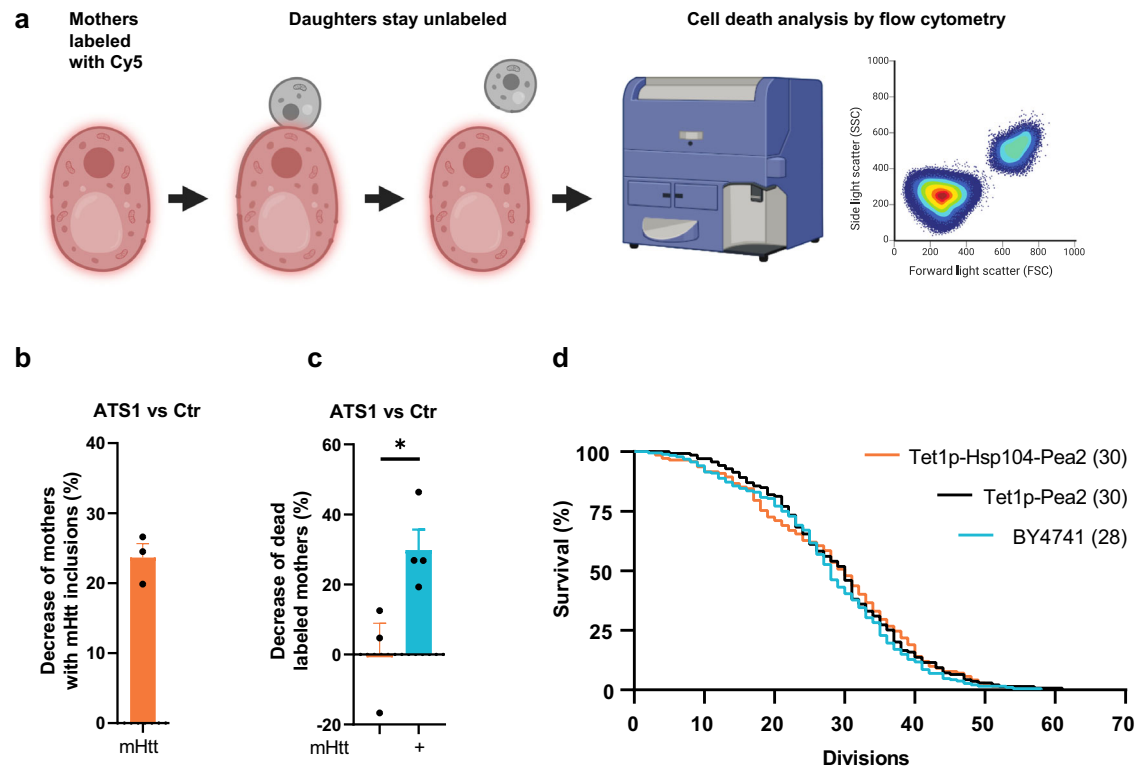 a
Mothers
labeled
with Cy5
Daughters stay unlabeled
Cell death analysis by flow cytometry
Side light scatter (SSC)
1000
800
600
400
200
0
0 200 400 600 800 1000
Forward light scatter (FSC)
b
ATS1 vs Ctr
Decrease of mothers
with mHtt inclusions (%)
40
30
20
10
0
mHtt
c
ATS1 vs Ctr
Decrease of dead
labeled mothers (%)
60
40
20
0
-20
*
mHtt +
d
Survival (%)
100
75
50
25
0
Tet1p-Hsp104-Pea2 (30)
Tet1p-Pea2 (30)
BY4741 (28)
0 10 20 30 40 50 60 70
Divisions